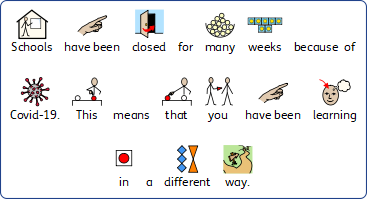 Schools have been closed for many weeks because of
Covid-19. This means that you have been learning
in a different way.